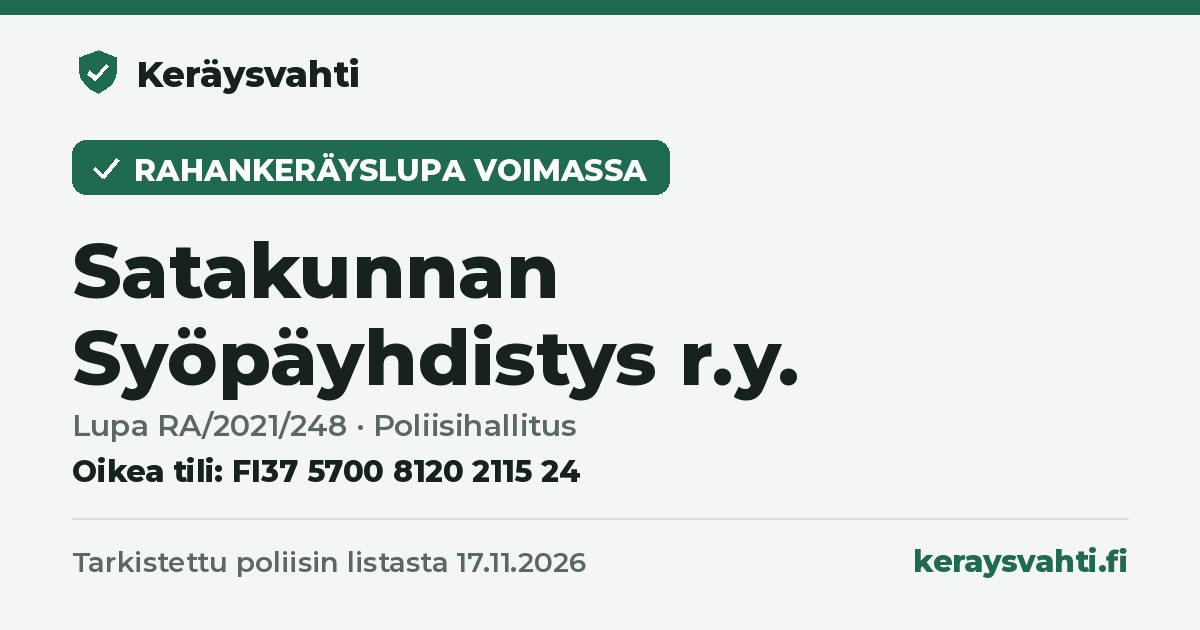 Keräysvahti
RAHANKERÄYSLUPA VOIMASSA
Satakunnan
Syöpäyhdistys r.y.
Lupa RA/2021/248 · Poliisihallitus
Oikea tili: FI37 5700 8120 2115 24
Tarkistettu poliisin listasta 17.11.2026
keraysvahti.fi